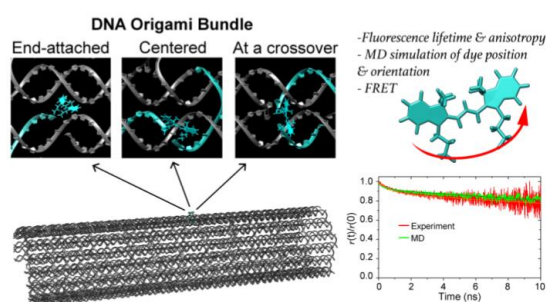 DNA Origami Bundle
End-attached
Centered
At a crossover
-Fluorescence lifetime & anisotropy
- MD simulation of dye position
& orientation
- FRET
r(t)/r(0)
1.0
0.8
0.6
0.4
0.2
0.0
Experiment
MD
0 2 4 6 8 10
Time (ns)